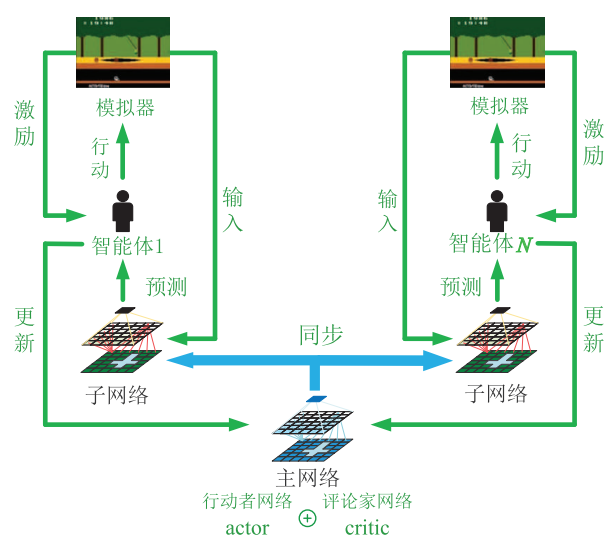 模拟器
模拟器
激励
行动
输入
输入
行动
激励
智能体1
智能体N
预测
预测
更新
更新
同步
子网络
子网络
主网络
行动者网络
评论家网络
actor
critic